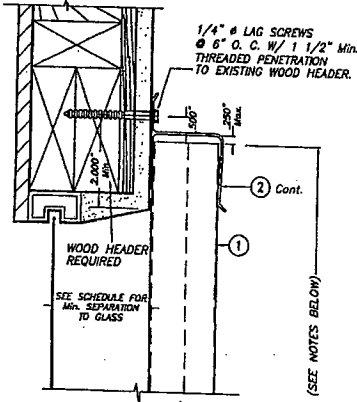 1/4" ø LAG SCREWS
@ 6" O. C. W/ 1 1/2" Min.
THREADED PENETRATION
TO EXISTING WOOD HEADER.
.500"
.250"
Max.
2 Cont.
2.000"
Min.
1
WOOD HEADER
REQUIRED
SEE SCHEDULE FOR
Min. SEPARATION
TO GLASS
(SEE NOTES BELOW)